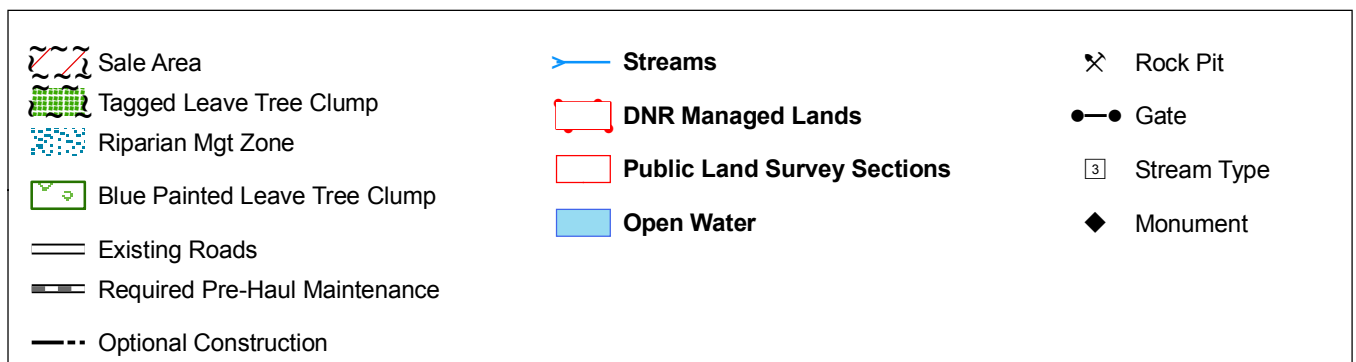 Sale Area
Tagged Leave Tree Clump
Riparian Mgt Zone
Blue Painted Leave Tree Clump
Existing Roads
Required Pre-Haul Maintenance
Optional Construction
Streams
DNR Managed Lands
Public Land Survey Sections
Open Water
Rock Pit
Gate
3 Stream Type
Monument